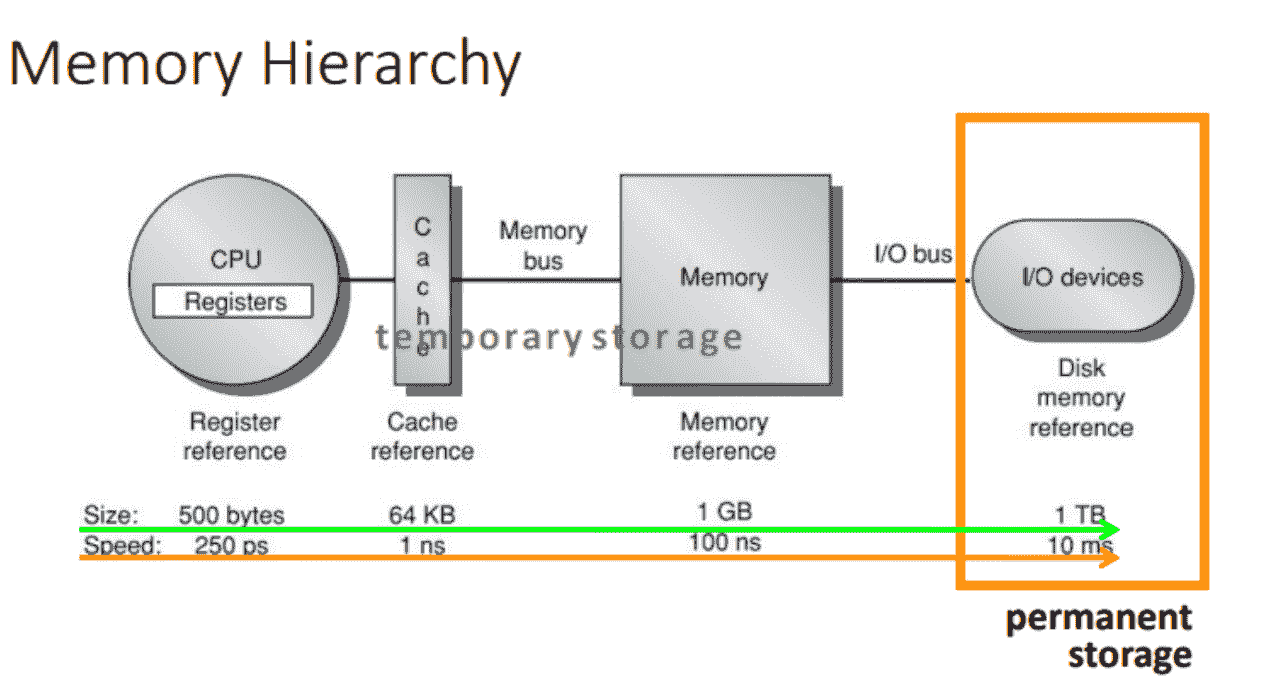 Memory Hierarchy
CPU
Registers
Cache
Memory
bus
Memory
I/O bus
I/O devices
temporary storage
Register
reference
Cache
reference
Memory
reference
Disk
memory
reference
Size: 500 bytes 64 KB 1 GB 1 TB
Speed: 250 ps 1 ns 100 ns 10 ms
permanent
storage